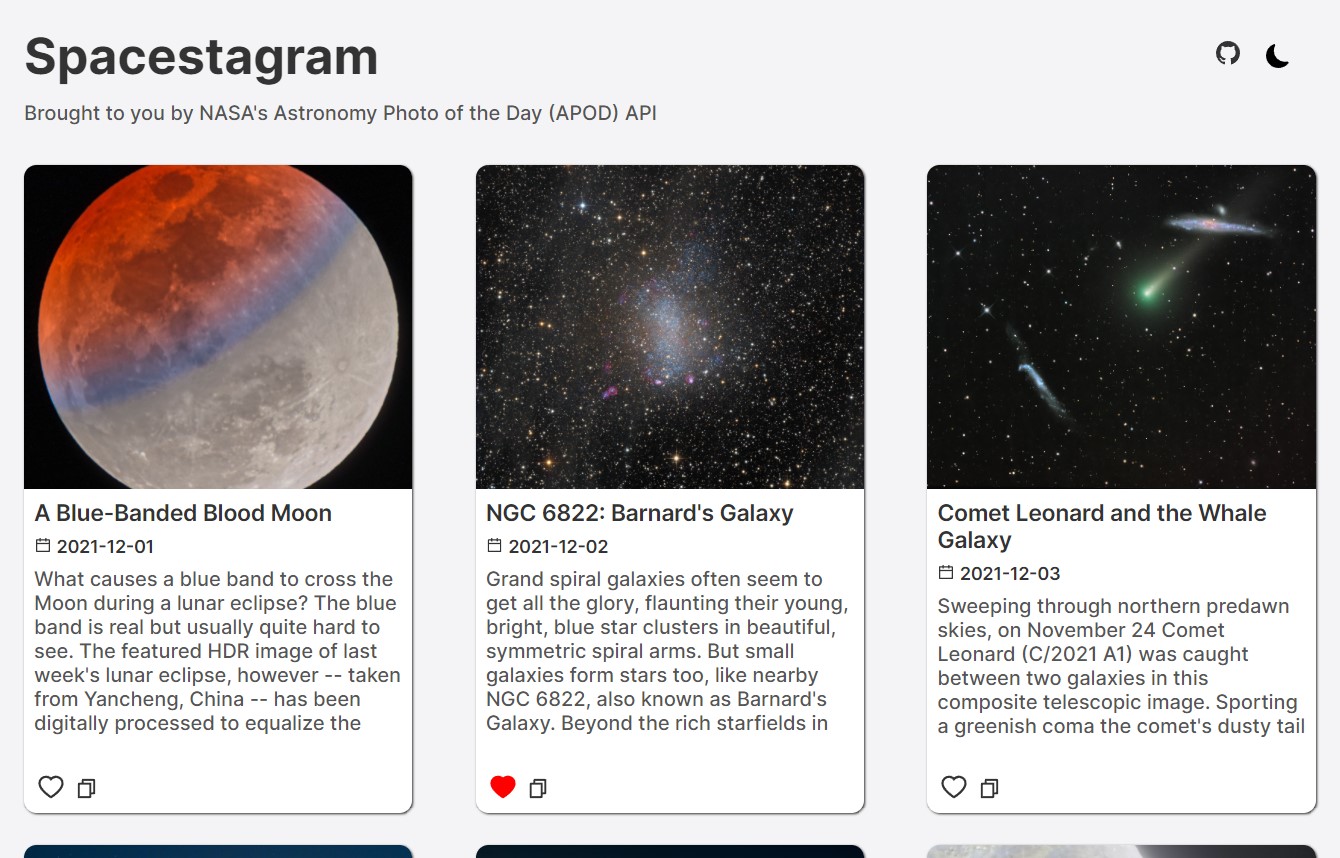 Spacestagram
Brought to you by NASA's Astronomy Photo of the Day (APOD) API
A Blue-Banded Blood Moon
2021-12-01
What causes a blue band to cross the
Moon during a lunar eclipse? The blue
band is real but usually quite hard to
see. The featured HDR image of last
week's lunar eclipse, however -- taken
from Yancheng, China -- has been
digitally processed to equalize the
NGC 6822: Barnard's Galaxy
2021-12-02
Grand spiral galaxies often seem to
get all the glory, flaunting their young,
bright, blue star clusters in beautiful,
symmetric spiral arms. But small
galaxies form stars too, like nearby
NGC 6822, also known as Barnard's
Galaxy. Beyond the rich starfields in
Comet Leonard and the Whale
Galaxy
2021-12-03
Sweeping through northern predawn
skies, on November 24 Comet
Leonard (C/2021 A1) was caught
between two galaxies in this
composite telescopic image. Sporting
a greenish coma the comet's dusty tail